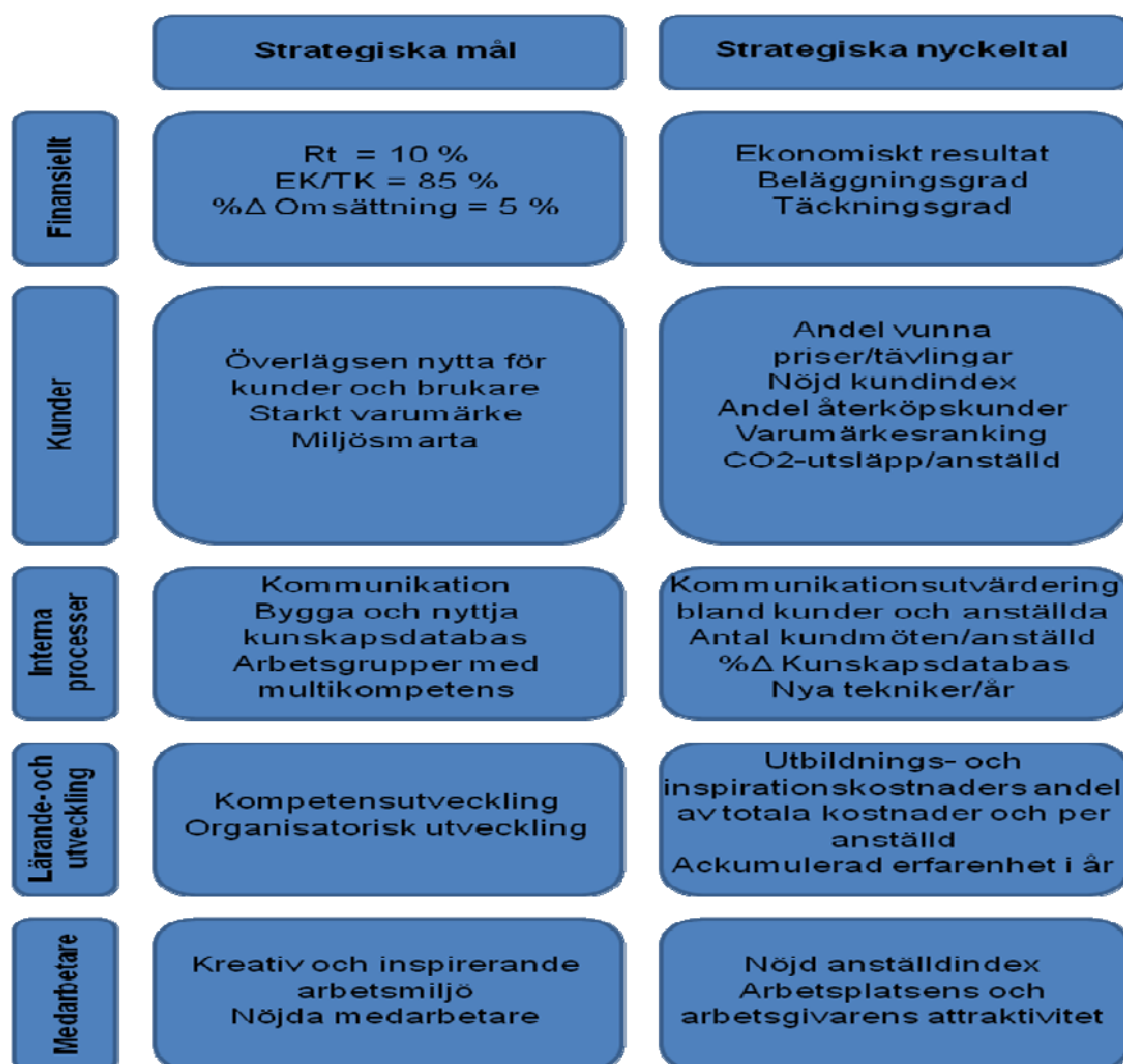 Strategiska mål
Strategiska nyckeltal
Finansiellt
Rt = 10 %
EK/TK = 85 %
%Δ Omsättning = 5 %
Ekonomiskt resultat
Beläggningsgrad
Täckningsgrad
Kunder
Överlägsen nytta för
kunder och brukare
Starkt varumärke
Miljösmarta
Andel vunna
priser/tävlingar
Nöjd kundindex
Andel återköpskunder
Varumärkesranking
CO2-utsläpp/anställd
Interna
processer
Kommunikation
Bygga och nyttja
kunskapsdatabas
Arbetsgrupper med
multikompetens
Kommunikationsutvärdering
bland kunder och anställda
Antal kundmöten/anställd
%Δ Kunskapsdatabas
Nya tekniker/år
Lärande- och
utveckling
Kompetensutveckling
Organisatorisk utveckling
Utbildnings- och
inspirationskostnaders andel
av totala kostnader och per
anställd
Ackumulerad erfarenhet i år
Medarbetare
Kreativ och inspirerande
arbetsmiljö
Nöjda medarbetare
Nöjd anställdindex
Arbetsplatsens och
arbetsgivarens attraktivitet